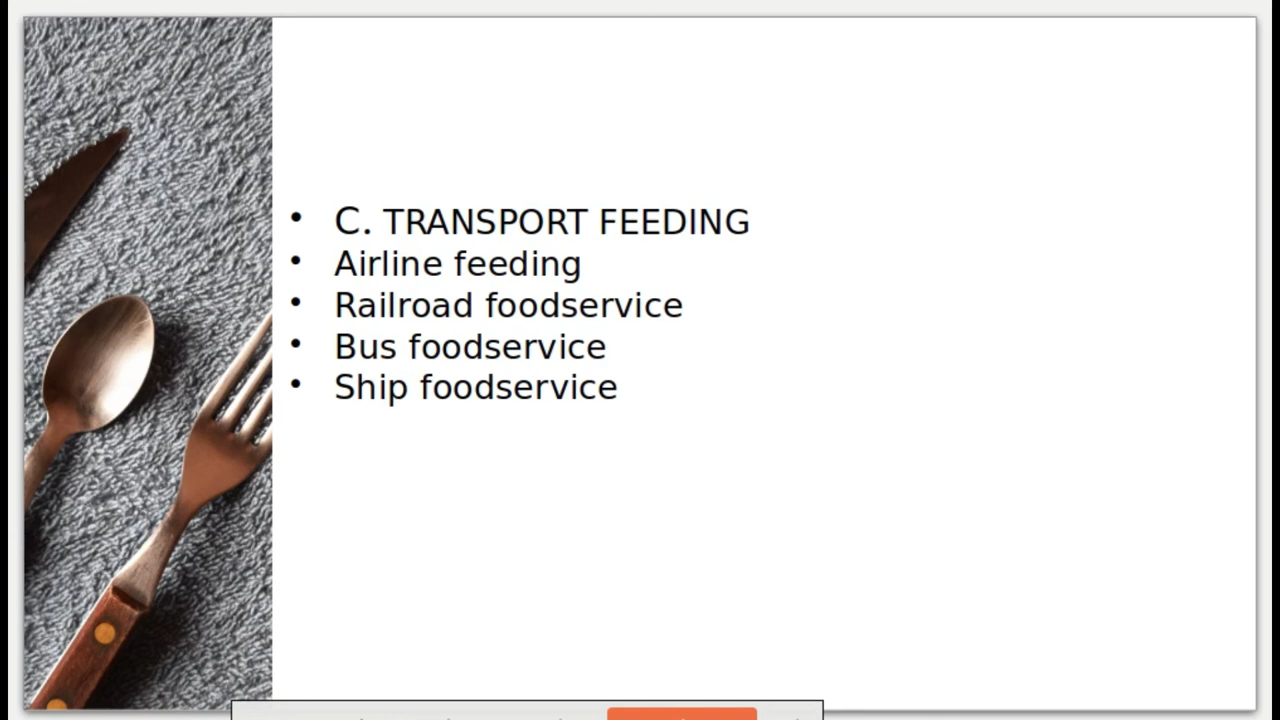 • C. TRANSPORT FEEDING
• Airline feeding
• Railroad foodservice
• Bus foodservice
• Ship foodservice